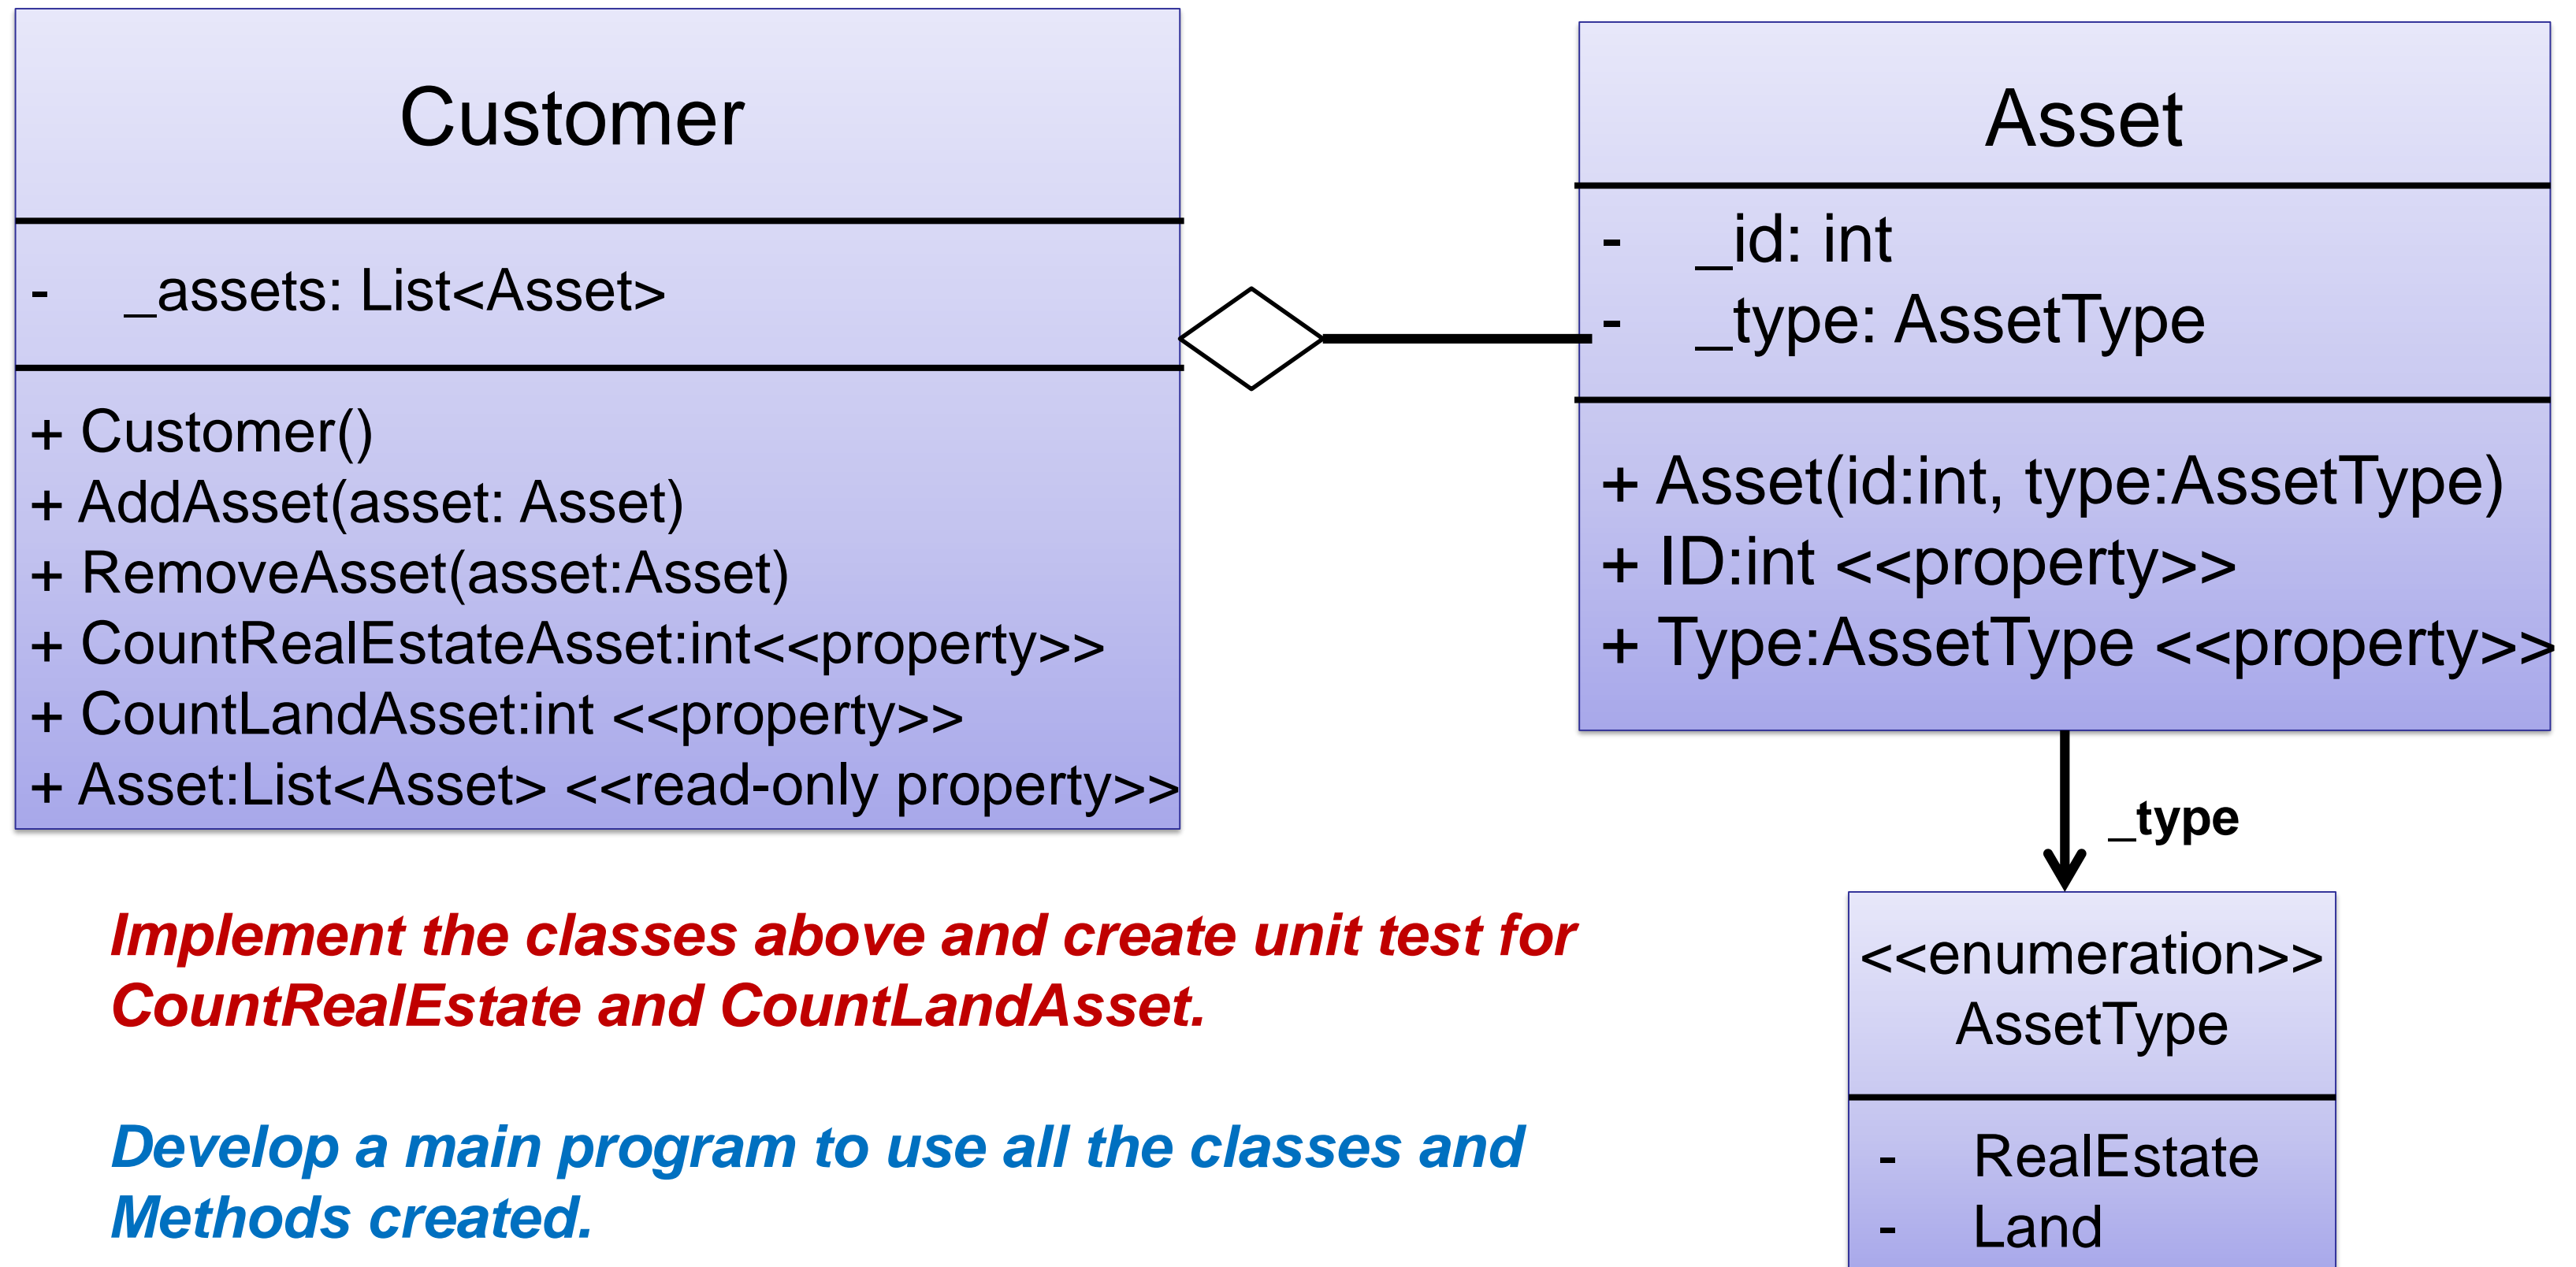 Customer
- _assets: List<Asset>
+ Customer()
+ AddAsset(asset: Asset)
+ RemoveAsset(asset:Asset)
+ CountRealEstateAsset:int<<property>>
+ CountLandAsset:int <<property>>
+ Asset:List<Asset> <<read-only property>>
Asset
- _id: int
- _type: AssetType
+ Asset(id:int, type:AssetType)
+ ID:int <<property>>
+ Type:AssetType <<property>>
_type
<<enumeration>>
AssetType
- RealEstate
- Land
Implement the classes above and create unit test for
CountRealEstate and CountLandAsset.
Develop a main program to use all the classes and
Methods created.